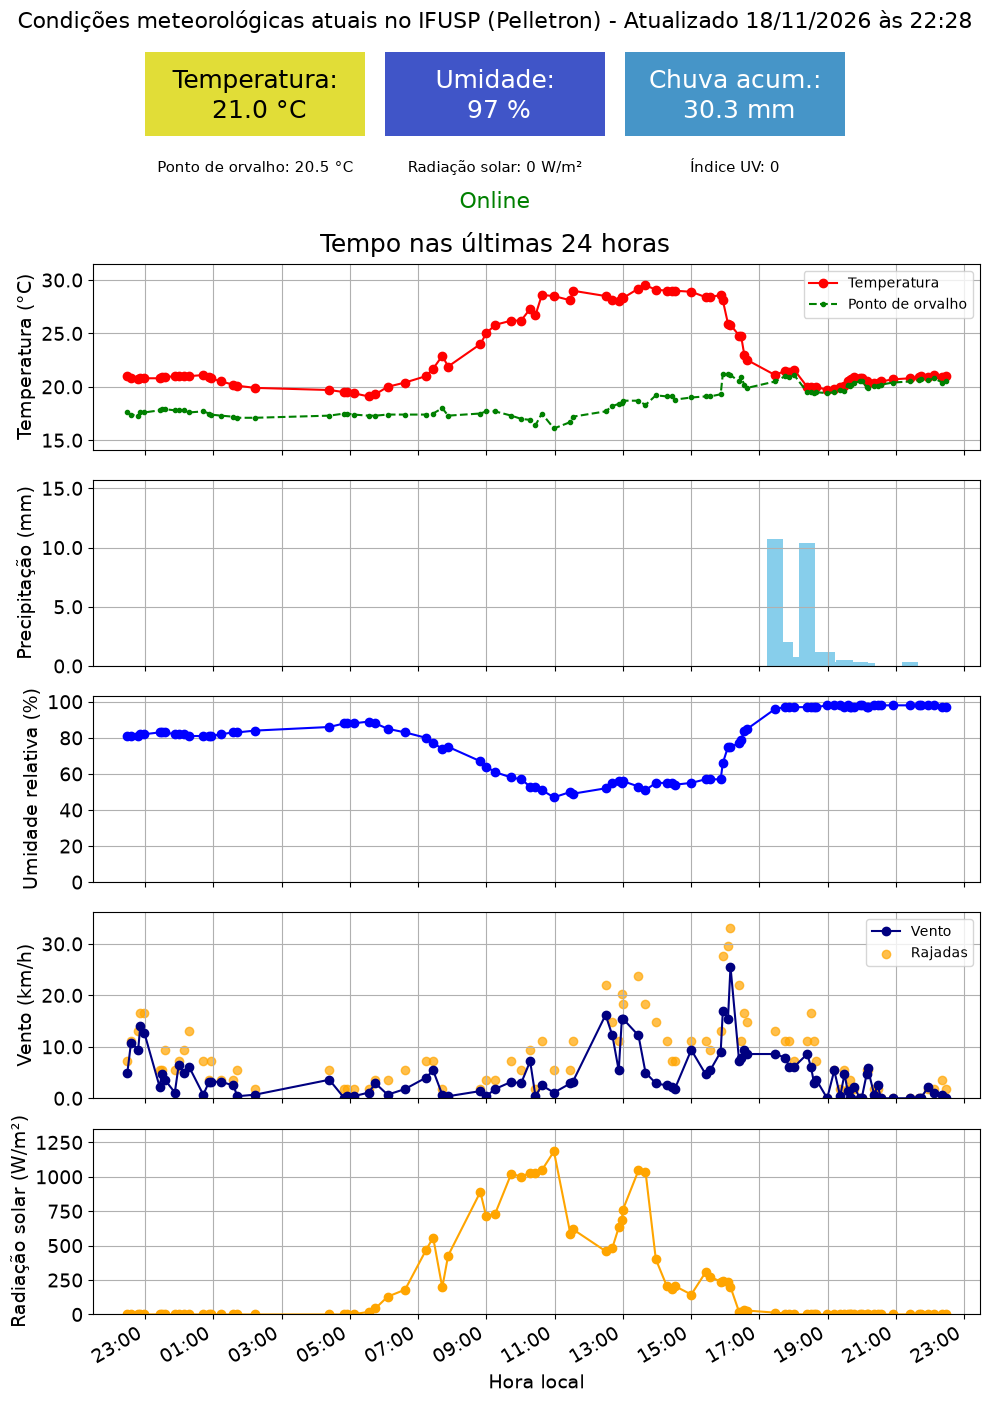 Condições meteorológicas atuais no IFUSP (Pelletron) - Atualizado 18/11/2026 às 22:28
Temperatura:
21.0 °C
Umidade:
97 %
Chuva acum.:
30.3 mm
Ponto de orvalho: 20.5 °C
Radiação solar: 0 W/m²
Índice UV: 0
Online
Tempo nas últimas 24 horas
Temperatura (°C)
30.0
25.0
20.0
15.0
Temperatura
Ponto de orvalho
Precipitação (mm)
15.0
10.0
5.0
0.0
Umidade relativa (%)
100
80
60
40
20
0
Vento (km/h)
30.0
20.0
10.0
0.0
Vento
Rajadas
Radiação solar (W/m²)
1250
1000
750
500
250
0
23:00 01:00 03:00 05:00 07:00 09:00 11:00 13:00 15:00 17:00 19:00 21:00 23:00
Hora local